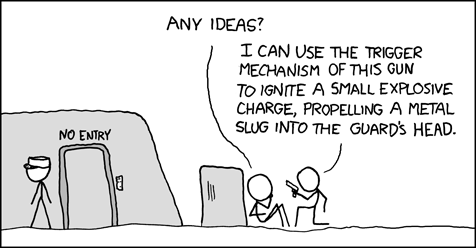 ANY IDEAS?
I CAN USE THE TRIGGER
MECHANISM OF THIS GUN
TO IGNITE A SMALL EXPLOSIVE
CHARGE, PROPELLING A METAL
SLUG INTO THE GUARD'S HEAD.
NO ENTRY